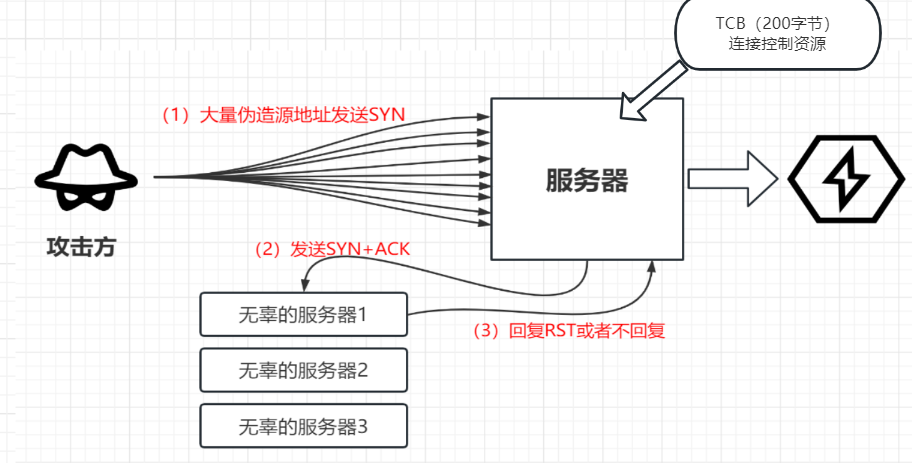 TCB（200字节）
连接控制资源
（1）大量伪造源地址发送SYN
服务器
攻击方
（2）发送SYN+ACK
无辜的服务器1
（3）回复RST或者不回复
无辜的服务器2
无辜的服务器3